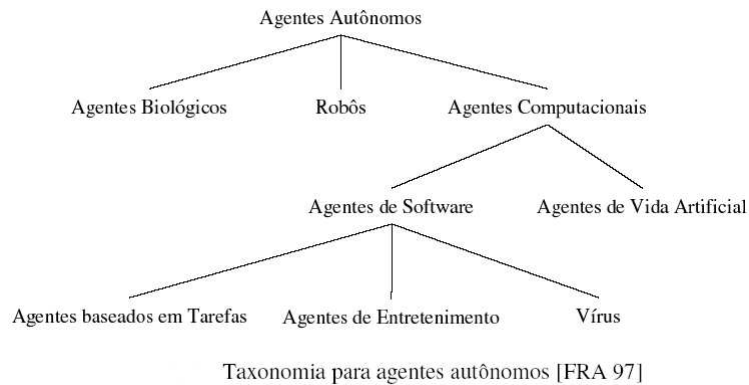 Agentes Autônomos
Agentes Biológicos Robôs Agentes Computacionais
Agentes de Software Agentes de Vida Artificial
Agentes baseados em Tarefas Agentes de Entretenimento Vírus
Taxonomia para agentes autônomos [FRA 97]